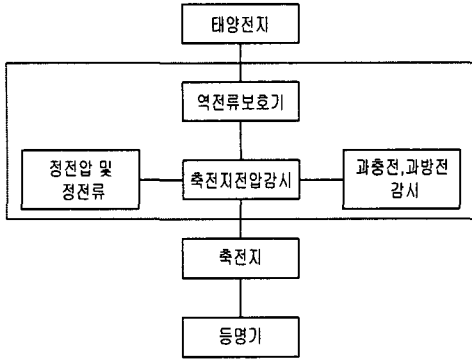 태양전지
역전류보호기
정전압 및
정전류
축전지전압감시
과충전,과방전
감시
축전지
등명기